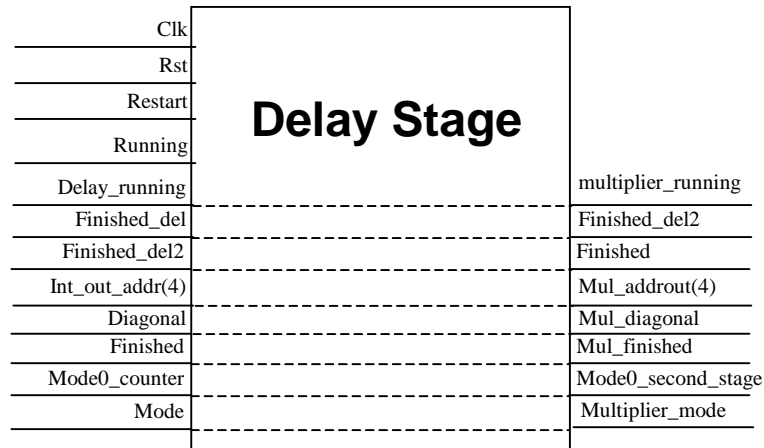 Clk
Rst
Restart
Delay Stage
Running
Delay_running multiplier_running
Finished_del Finished_del2
Finished_del2 Finished
Int_out_addr(4) Mul_addrout(4)
Diagonal Mul_diagonal
Finished Mul_finished
Mode0_counter Mode0_second_stage
Mode Multiplier_mode